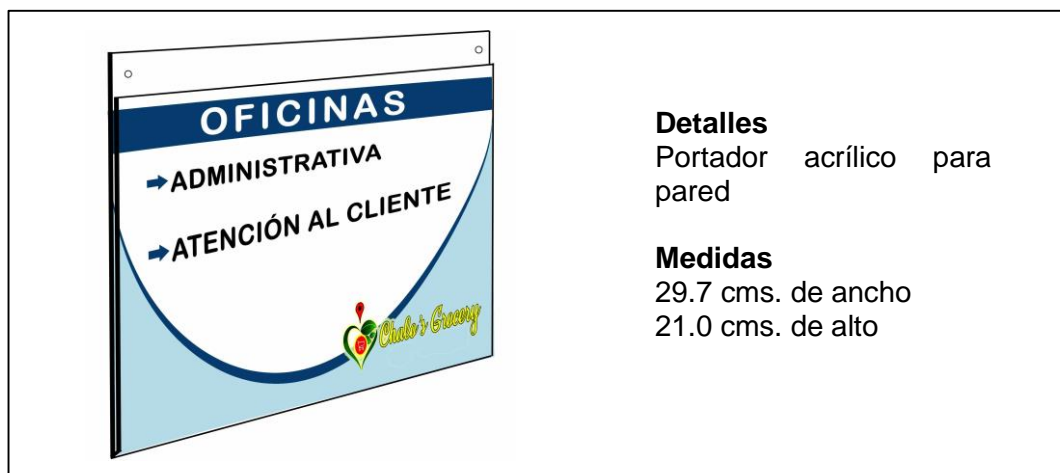 OFICINAS
ADMINISTRATIVA
ATENCIÓN AL CLIENTE
Chale's Grocery
Detalles
Portador acrílico para
pared
Medidas
29.7 cms. de ancho
21.0 cms. de alto